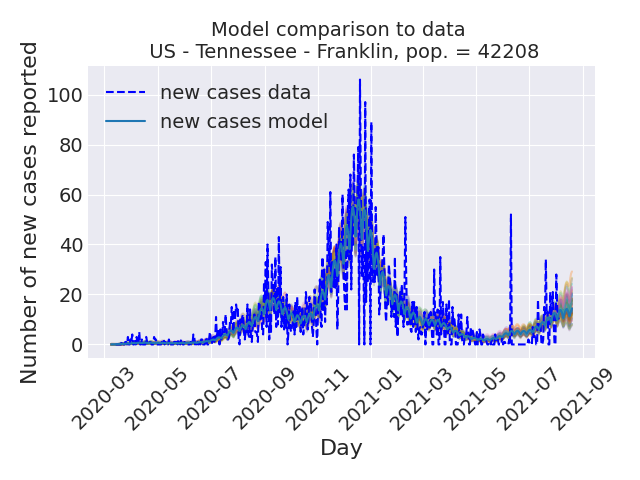 Model comparison to data
US - Tennessee - Franklin, pop. = 42208
Number of new cases reported
100
80
60
40
20
0
new cases data
new cases model
2020-03
2020-05
2020-07
2020-09
2020-11
2021-01
2021-03
2021-05
2021-07
2021-09
Day